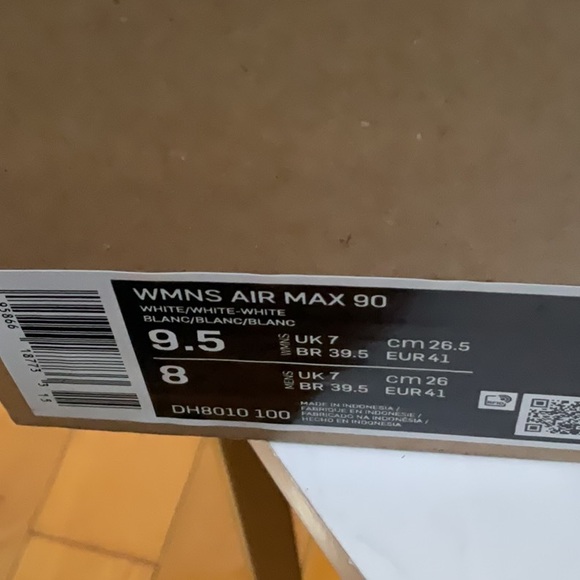 WMNS AIR MAX 90
WHITE/WHITE-WHITE
BLANC/BLANC/BLANC
9.5 WMNS UK 7 CM 26.5
BR 39.5 EUR 41
8 MENS UK 7 CM 26
BR 39.5 EUR 41
DH8010 100
MADE IN INDONESIA /
FABRIQUE EN INDONESIE /
FABRICADO NA INDONÉSIA /
HECHO EN INDONESIA